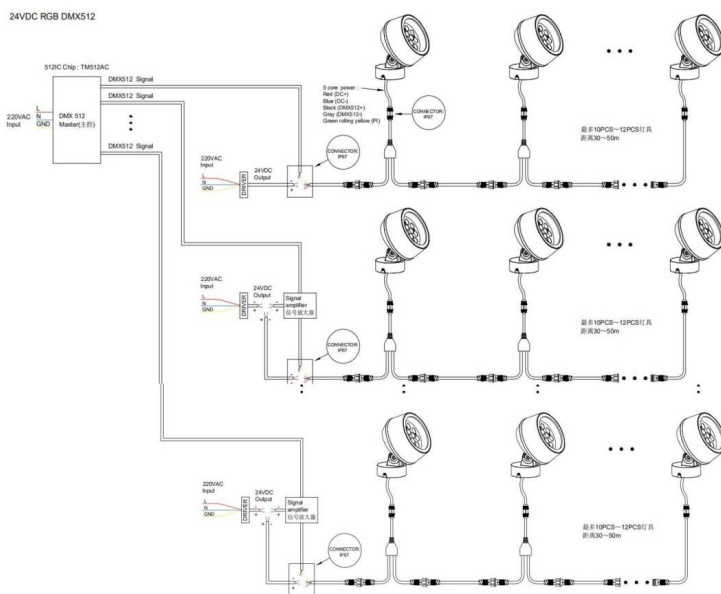 24VDC RGB DMX512
512IC Chip : TM512AC
DMX512 Signal
DMX512 Signal
DMX512 Signal
220VAC
Input
L
N
GND
DMX 512
Master(主控)
5 core power :
Red (DC+)
Blue (DC-)
Black (DMX512+)
Gray (DMX512-)
Green rolling yellow (PI)
CONNECTOR:
IP67
CONNECTOR:
IP67
220VAC
Input
L
N
GND
DRIVER
24VDC
Output
最多10PCS~12PCS灯具
距离30~50m
220VAC
Input
L
N
GND
DRIVER
24VDC
Output
Signal
amplifier
信号放大器
CONNECTOR:
IP67
最多10PCS~12PCS灯具
距离30~50m
220VAC
Input
L
N
GND
DRIVER
24VDC
Output
Signal
amplifier
信号放大器
CONNECTOR:
IP67
最多10PCS~12PCS灯具
距离30~50m